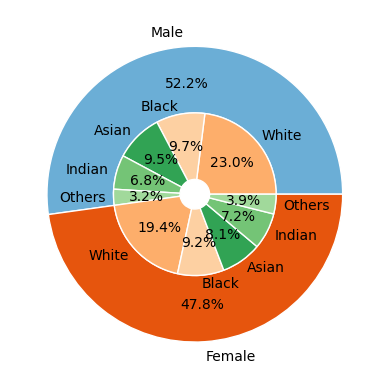 Male
52.2%
Black
Asian
9.7%
White
9.5%
23.0%
Indian
6.8%
Others
3.2%
3.9%
Others
7.2%
19.4%
8.1%
Indian
9.2%
White
Asian
Black
47.8%
Female